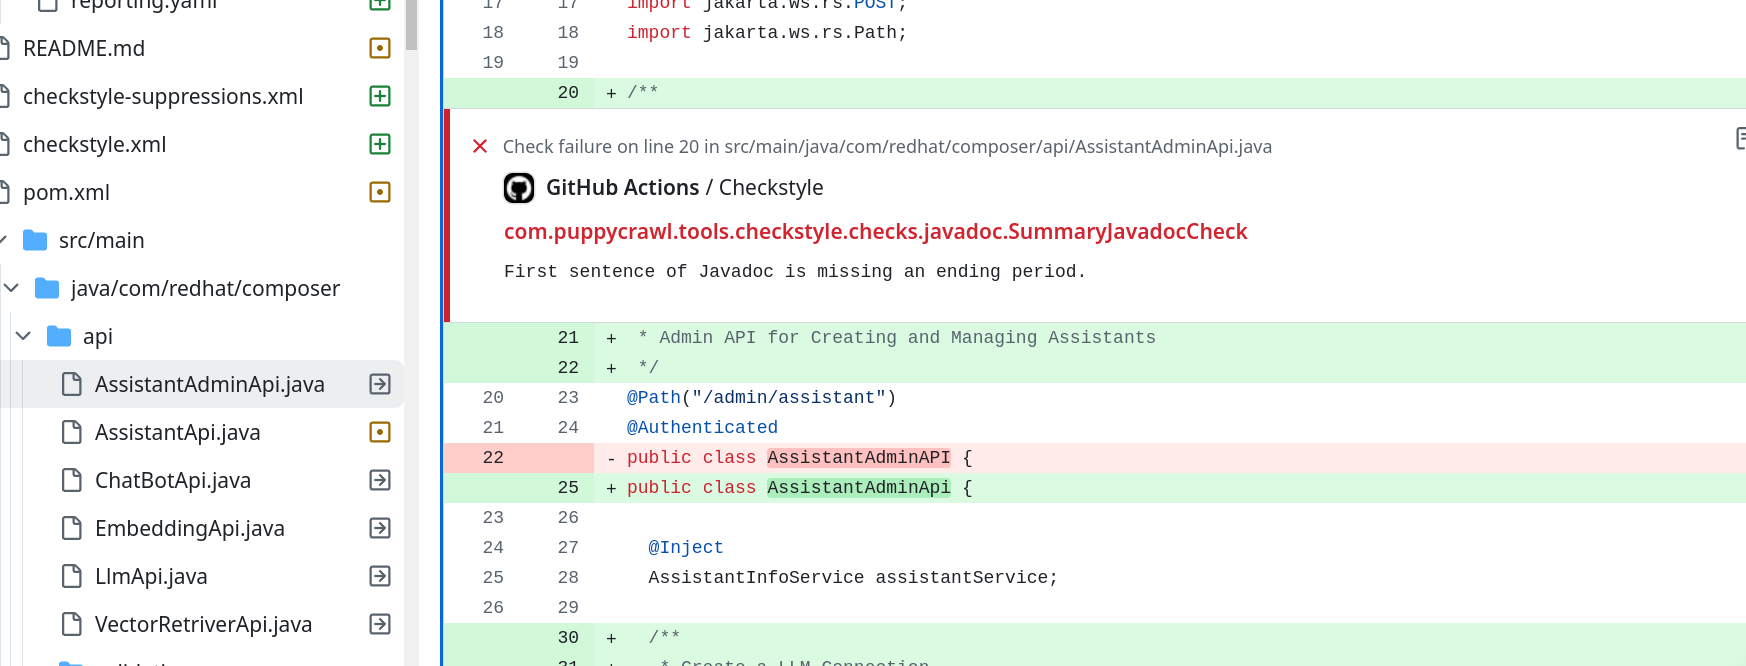 reporting.yaml
README.md
checkstyle-suppressions.xml
checkstyle.xml
pom.xml
src/main
java/com/redhat/composer
api
AssistantAdminApi.java
AssistantApi.java
ChatBotApi.java
EmbeddingApi.java
LlmApi.java
VectorRetriverApi.java
17 17 import jakarta.ws.rs.POST;
18 18 import jakarta.ws.rs.Path;
19 19
20 + /**
Check failure on line 20 in src/main/java/com/redhat/composer/api/AssistantAdminApi.java
GitHub Actions / Checkstyle
com.puppycrawl.tools.checkstyle.checks.javadoc.SummaryJavadocCheck
First sentence of Javadoc is missing an ending period.
21 + * Admin API for Creating and Managing Assistants
22 + */
20 23 @Path("/admin/assistant")
21 24 @Authenticated
22 - public class AssistantAdminAPI {
25 + public class AssistantAdminApi {
23 26
24 27 @Inject
25 28 AssistantInfoService assistantService;
26 29
30 + /**
31 + * Create a LLM Connection